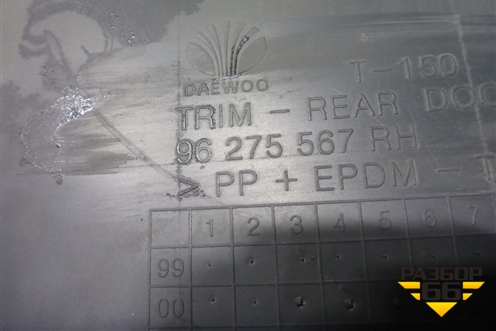 DAEWOO
T-150
TRIM - REAR DOO
96 275 567 RH
> PP + EPDM - T
1 2 3 4 5 6 7
99
00
РАЗБОР
66